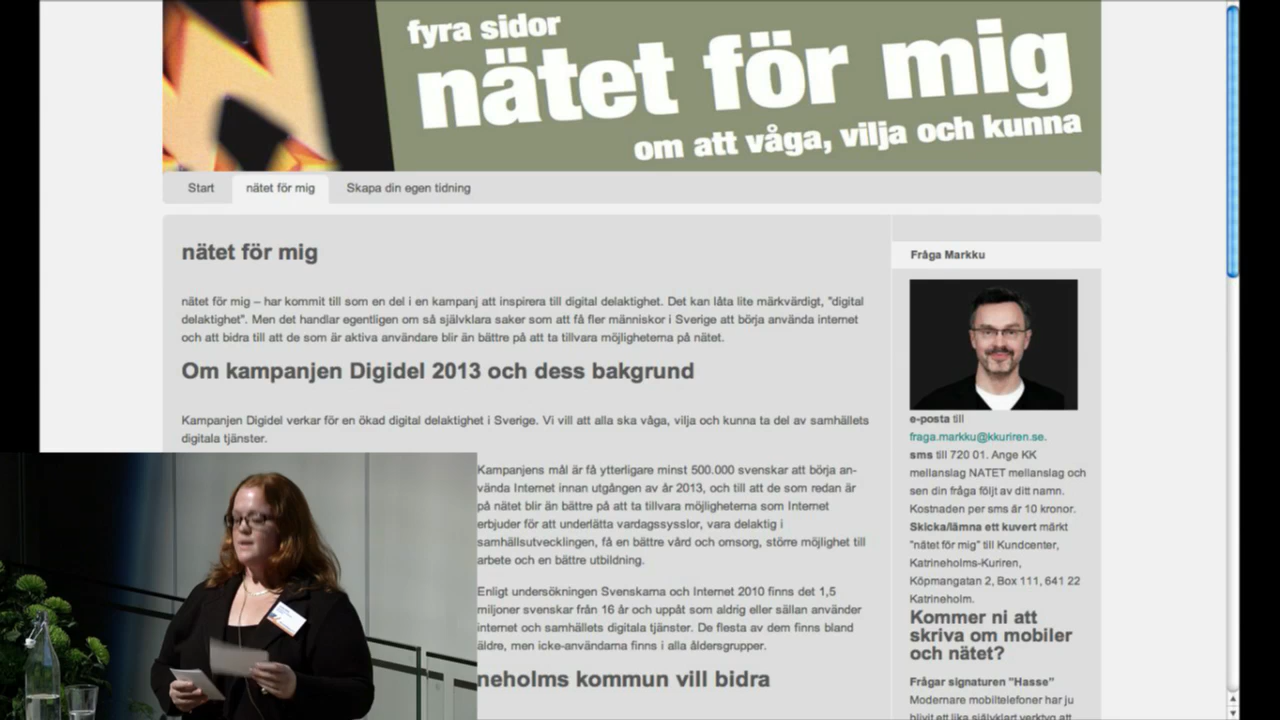 fyra sidor
nätet för mig
om att våga, vilja och kunna
Start
nätet för mig
Skapa din egen tidning
nätet för mig
nätet för mig – har kommit till som en del i en kampanj att inspirera till digital delaktighet. Det kan låta lite märkvärdigt, "digital
delaktighet". Men det handlar egentligen om så självklara saker som att få fler människor i Sverige att börja använda internet
och att bidra till att de som är aktiva användare blir än bättre på att ta tillvara möjligheterna på nätet.
Om kampanjen Digidel 2013 och dess bakgrund
Kampanjen Digidel verkar för en ökad digital delaktighet i Sverige. Vi vill att alla ska våga, vilja och kunna ta del av samhällets
digitala tjänster.
Kampanjens mål är få ytterligare minst 500.000 svenskar att börja an-
vända Internet innan utgången av år 2013, och till att de som redan är
på nätet blir än bättre på att ta tillvara möjligheterna som Internet
erbjuder för att underlätta vardagssysslor, vara delaktig i
samhällsutvecklingen, få en bättre vård och omsorg, större möjlighet till
arbete och en bättre utbildning.
Enligt undersökningen Svenskarna och Internet 2010 finns det 1,5
miljoner svenskar från 16 år och uppåt som aldrig eller sällan använder
internet och samhällets digitala tjänster. De flesta av dem finns bland
äldre, men icke-användarna finns i alla åldersgrupper.
neholms kommun vill bidra
Fråga Markku
e-posta till
fraga.markku@kkuriren.se.
sms till 720 01. Ange KK
mellanslag NATET mellanslag och
sen din fråga följt av ditt namn.
Kostnaden per sms är 10 kronor.
Skicka/lämna ett kuvert märkt
"nätet för mig" till Kundcenter,
Katrineholms-Kuriren,
Köpmangatan 2, Box 111, 641 22
Katrineholm.
Kommer ni att
skriva om mobiler
och nätet?
Frågar signaturen "Hasse"
Modernare mobiltelefoner har ju
blivit ett lika självklart verktyg att